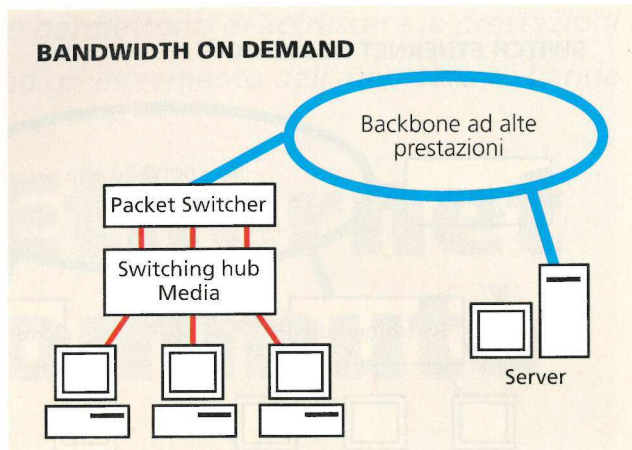 BANDWIDTH ON DEMAND
Backbone ad alte
prestazioni
Packet Switcher
Switching hub
Media
Server